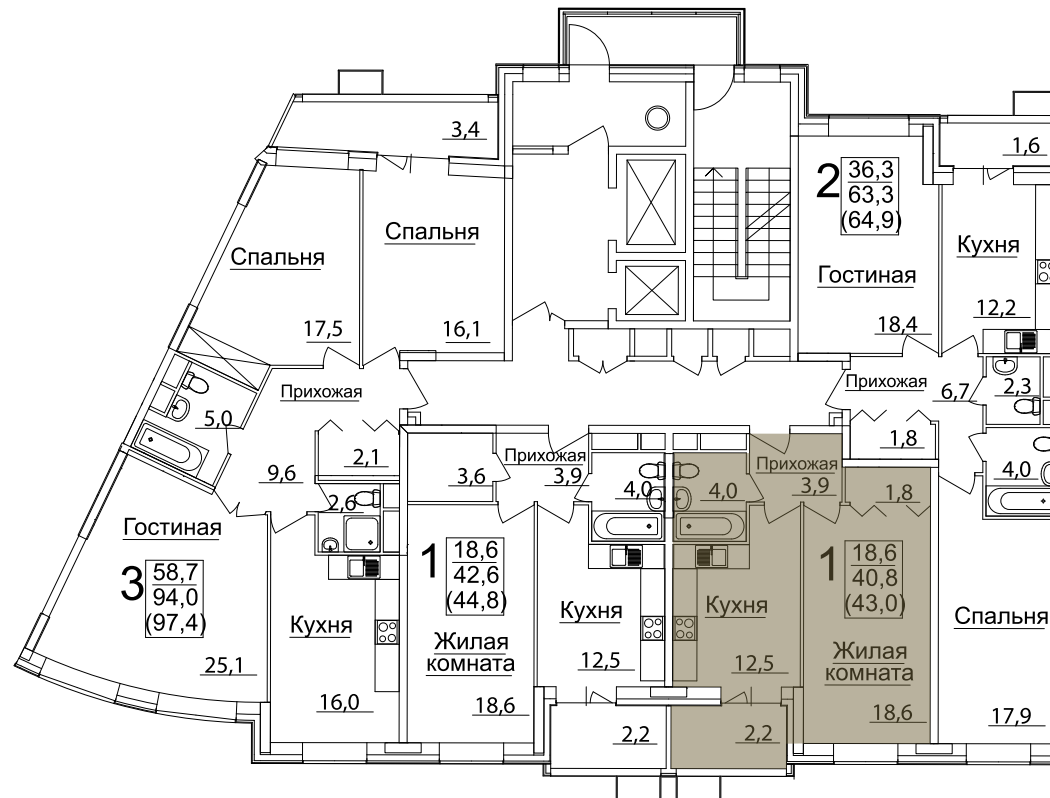 3,4
Спальня
17,5
Спальня
16,1
2
36,3
63,3
(64,9)
Гостиная
18,4
1,6
Кухня
12,2
Прихожая
5,0
9,6
2,1
2,6
Прихожая
6,7
2,3
1,8
4,0
3,6
Прихожая
3,9
4,0
4,0
Прихожая
3,9
1,8
Гостиная
3
58,7
94,0
(97,4)
25,1
Кухня
16,0
1
18,6
42,6
(44,8)
Жилая
комната
18,6
Кухня
12,5
2,2
Кухня
12,5
2,2
1
18,6
40,8
(43,0)
Жилая
комната
18,6
Спальня
17,9